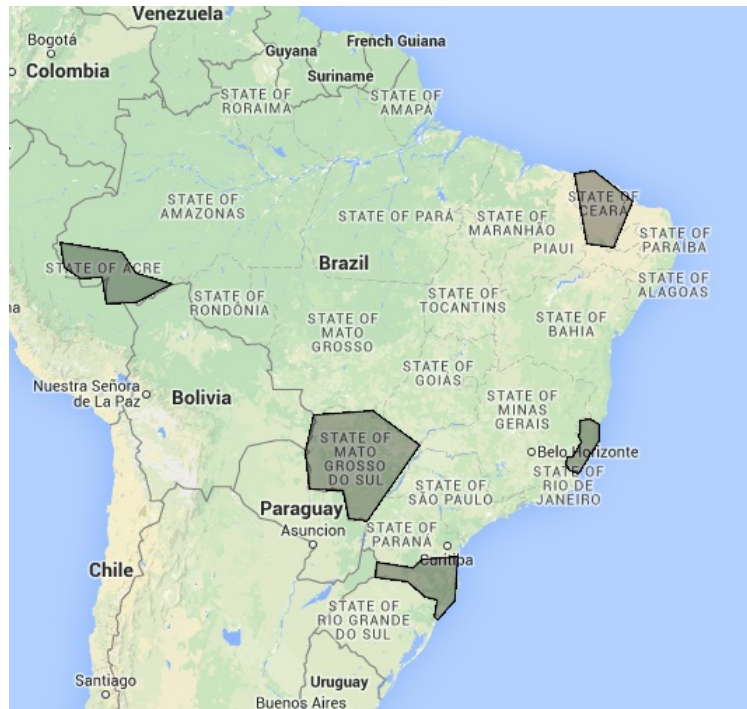 Venezuela
Bogotá
Colombia
Guyana
French Guiana
Suriname
STATE OF
RORAIMA
STATE OF
AMAPÁ
STATE OF
AMAZONAS
STATE OF PARÁ
STATE OF
MARANHÃO
STATE OF
CEARÁ
PIAUI
STATE OF
PARAÍBA
STATE OF ACRE
Brazil
STATE OF
RONDÔNIA
STATE OF
TOCANTINS
STATE OF
ALAGOAS
na
STATE OF
MATO
GROSSO
STATE OF
BAHIA
STATE OF
GOIÁS
Nuestra Señora
de La Paz
Bolivia
STATE OF
MINAS
GERAIS
STATE OF
MATO
GROSSO
DO SUL
Belo Horizonte
STATE OF
RIO DE
JANEIRO
STATE OF
SÃO PAULO
Paraguay
Asuncion
STATE OF
PARANÁ
Curitiba
Chile
STATE OF
RIO GRANDE
DO SUL
Santiago
Uruguay
Buenos Aires